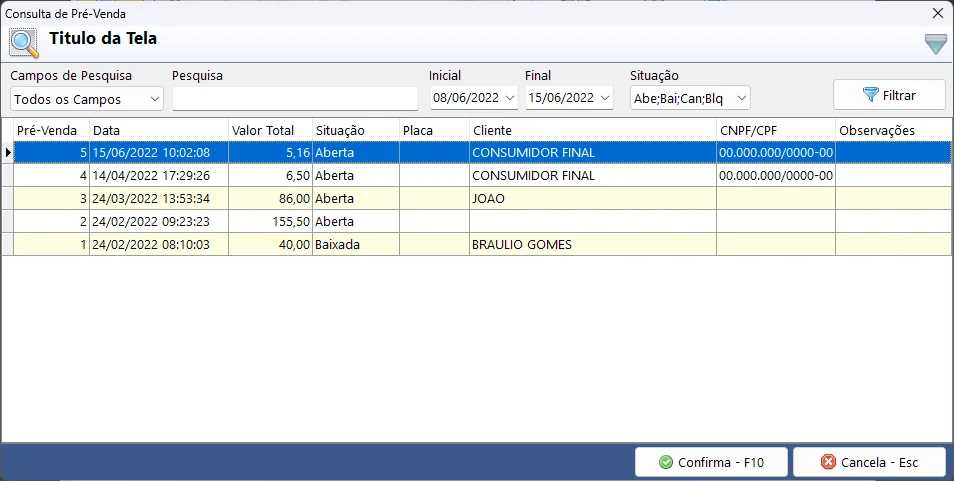 Consulta de Pré-Venda
Titulo da Tela
Campos de Pesquisa Pesquisa Inicial Final Situação
Todos os Campos 08/06/2022 15/06/2022 Abe;Bai;Can;Blq Filtrar
Pré-Venda Data Valor Total Situação Placa Cliente CNPF/CPF Observações
5 15/06/2022 10:02:08 5,16 Aberta CONSUMIDOR FINAL 00.000.000/0000-00
4 14/04/2022 17:29:26 6,50 Aberta CONSUMIDOR FINAL 00.000.000/0000-00
3 24/03/2022 13:53:34 86,00 Aberta JOAO
2 24/02/2022 09:23:23 155,50 Aberta
1 24/02/2022 08:10:03 40,00 Baixada BRAULIO GOMES
Confirma - F10 Cancela - Esc